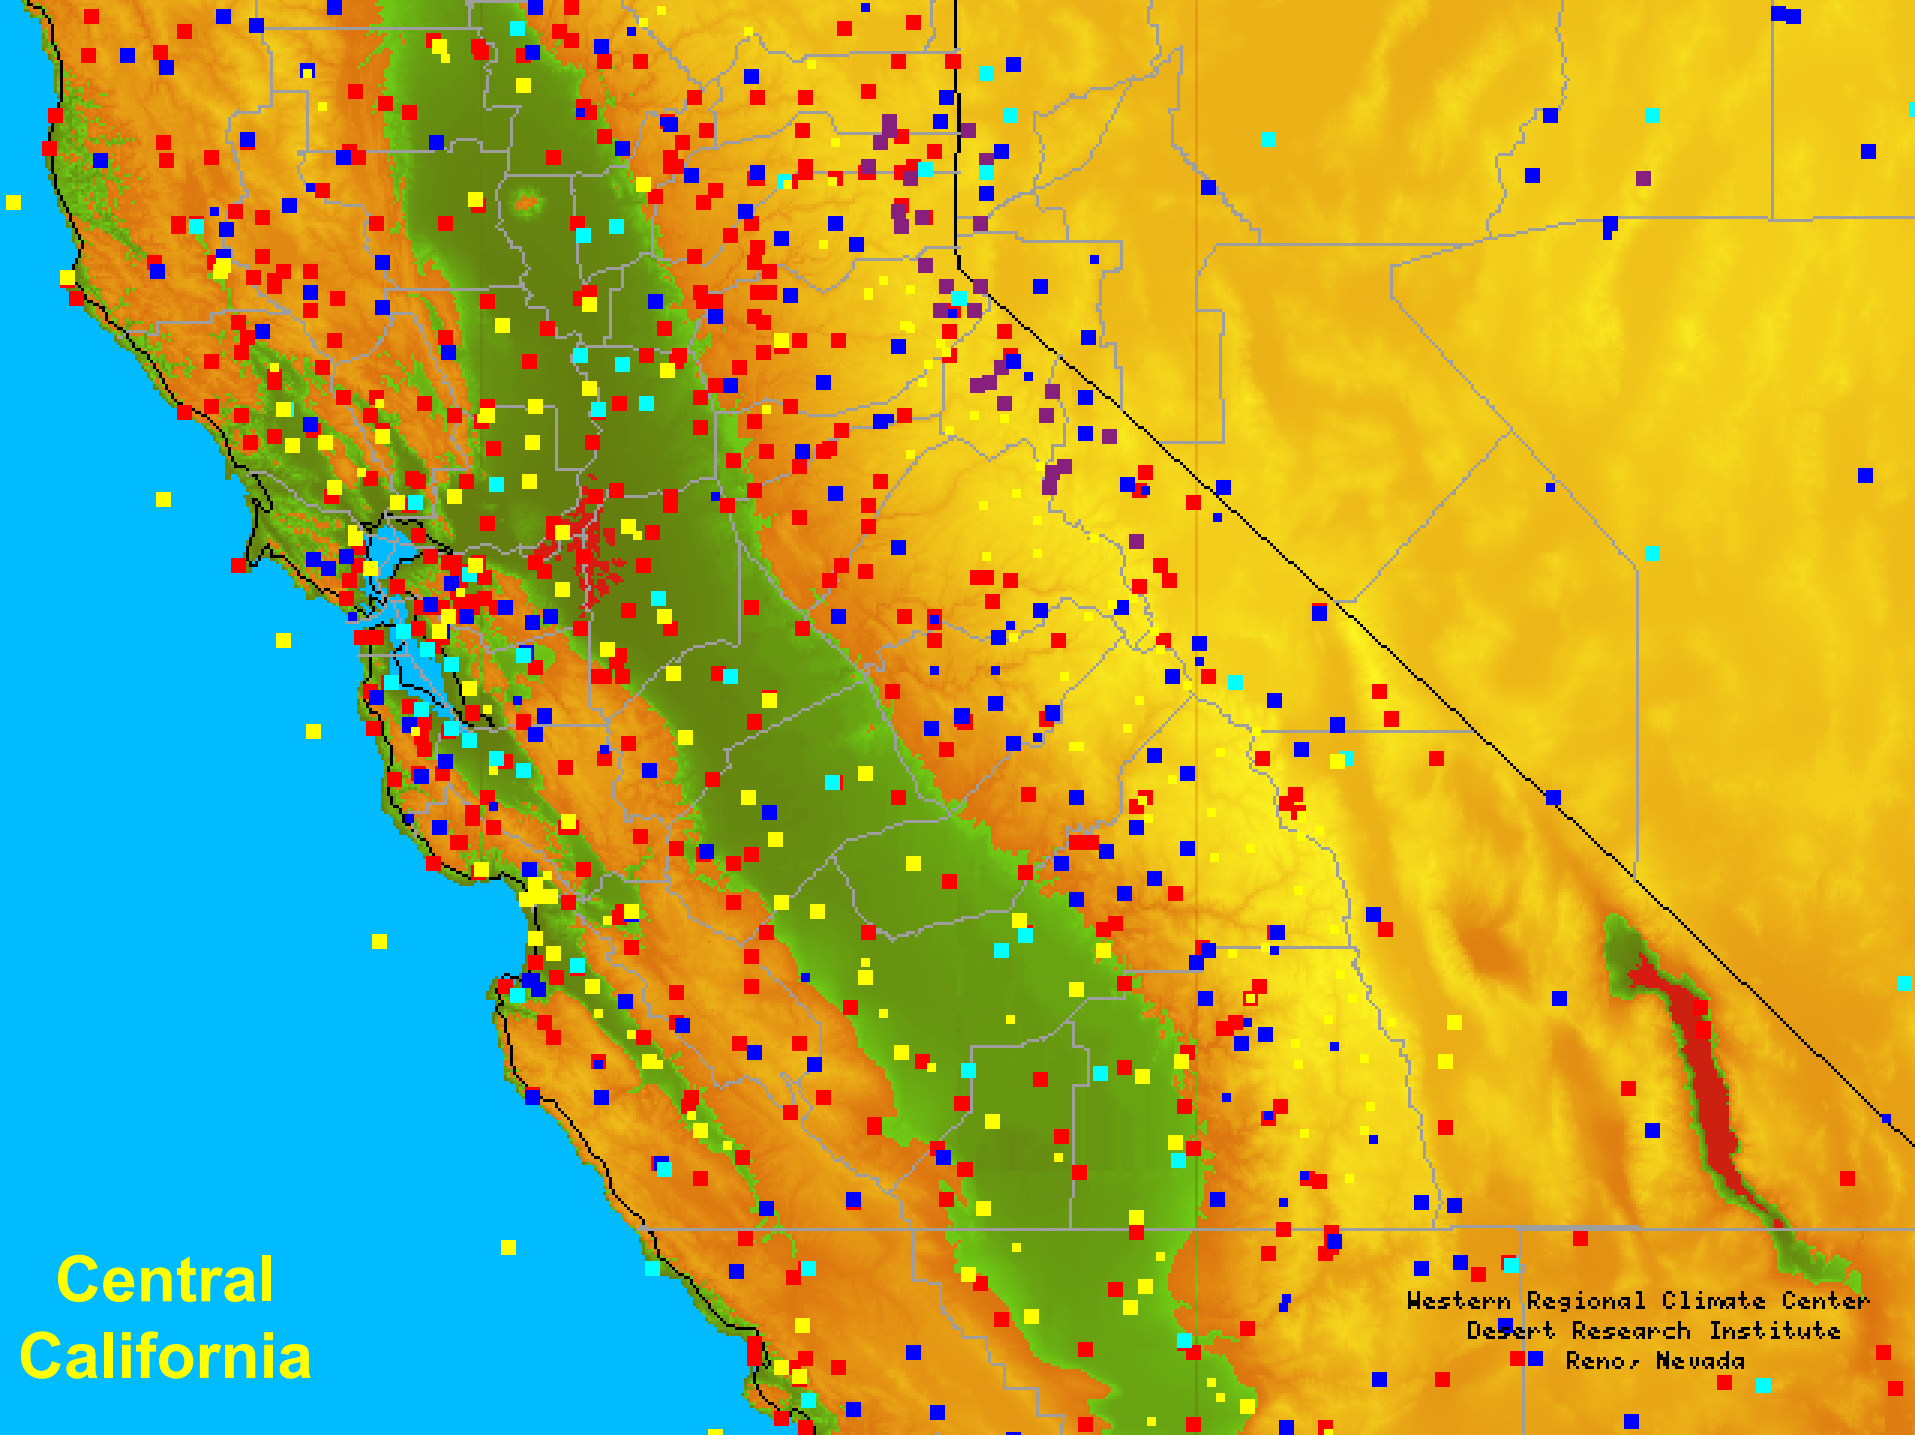 Central
California
Western Regional Climate Center
Desert Research Institute
Reno, Nevada